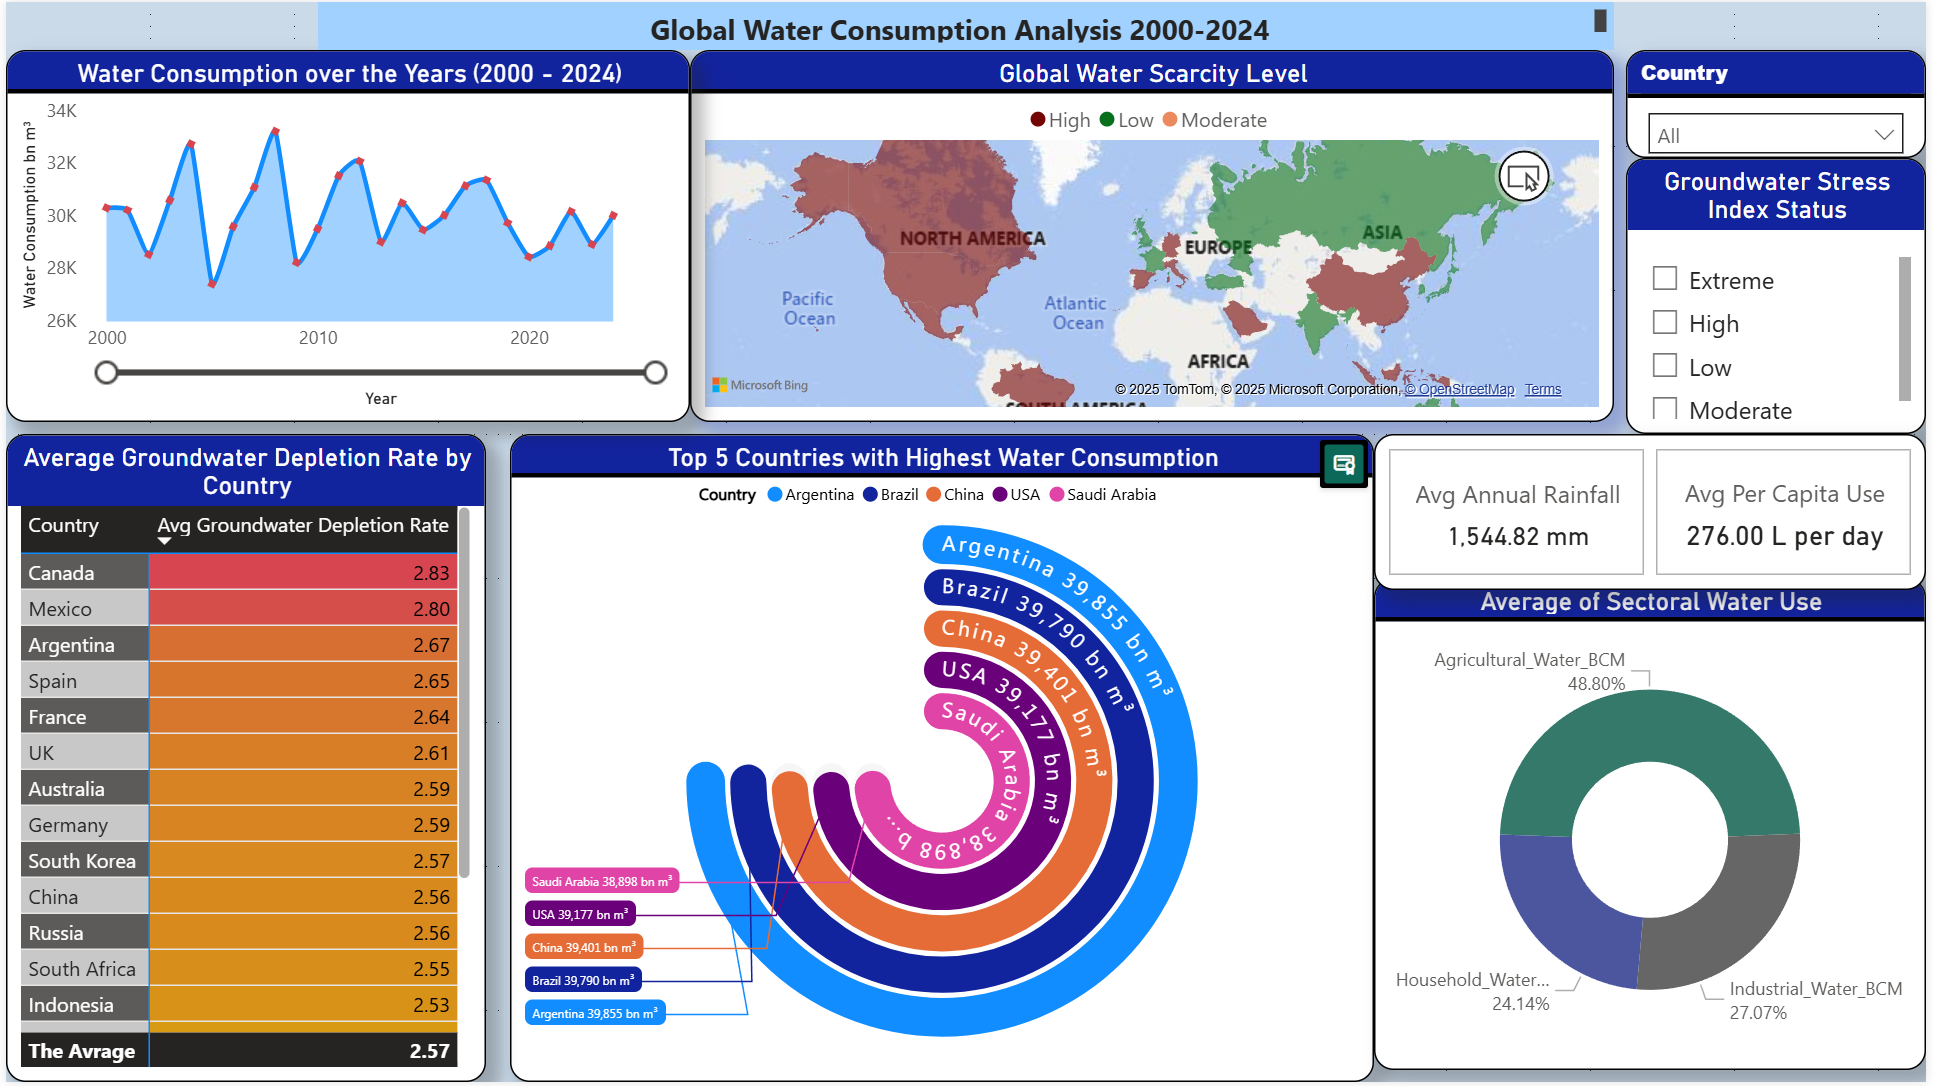 Global Water Consumption Analysis 2000-2024
Water Consumption over the Years (2000 - 2024)
Water Consumption bn m³
34K
32K
30K
28K
26K
2000
2010
2020
Year
Global Water Scarcity Level
High
Low
Moderate
NORTH AMERICA
EUROPE
ASIA
Pacific
Ocean
Atlantic
Ocean
AFRICA
SOUTH AMERICA
Microsoft Bing
© 2025 TomTom, © 2025 Microsoft Corporation, © OpenStreetMap Terms
Country
All
Groundwater Stress
Index Status
Extreme
High
Low
Moderate
Average Groundwater Depletion Rate by
Country
Country Avg Groundwater Depletion Rate
Canada 2.83
Mexico 2.80
Argentina 2.67
Spain 2.65
France 2.64
UK 2.61
Australia 2.59
Germany 2.59
South Korea 2.57
China 2.56
Russia 2.56
South Africa 2.55
Indonesia 2.53
The Avrage 2.57
Top 5 Countries with Highest Water Consumption
Country Argentina Brazil China USA Saudi Arabia
Argentina 39,855 bn m³
Brazil 39,790 bn m³
China 39,401 bn m³
USA 39,177 bn m³
Saudi Arabia 38,898 b...
Saudi Arabia 38,898 bn m³
USA 39,177 bn m³
China 39,401 bn m³
Brazil 39,790 bn m³
Argentina 39,855 bn m³
Avg Annual Rainfall
1,544.82 mm
Avg Per Capita Use
276.00 L per day
Average of Sectoral Water Use
Agricultural_Water_BCM
48.80%
Household_Water...
24.14%
Industrial_Water_BCM
27.07%